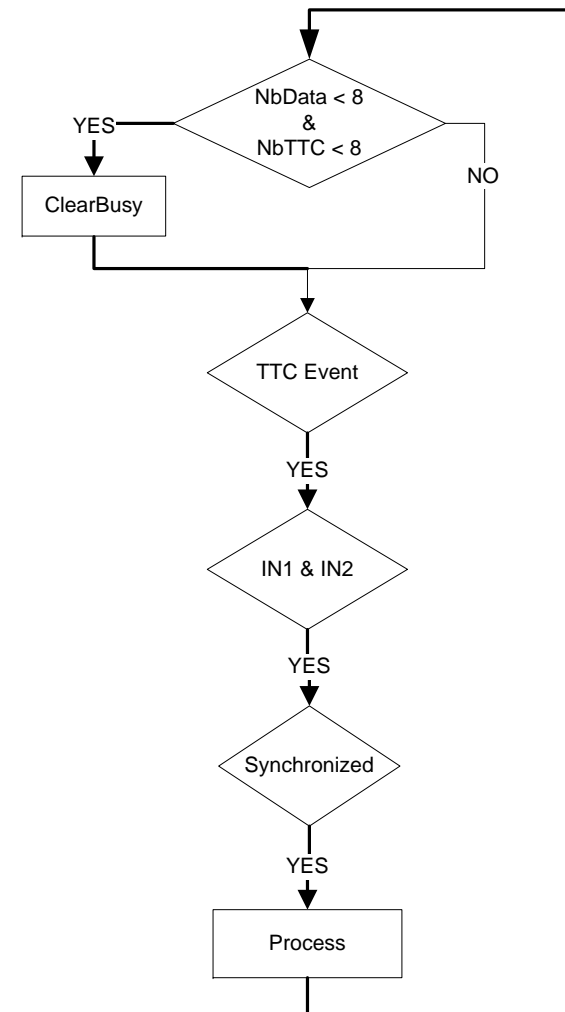 NbData < 8
&
NbTTC < 8
YES
NO
ClearBusy
TTC Event
YES
IN1 & IN2
YES
Synchronized
YES
Process